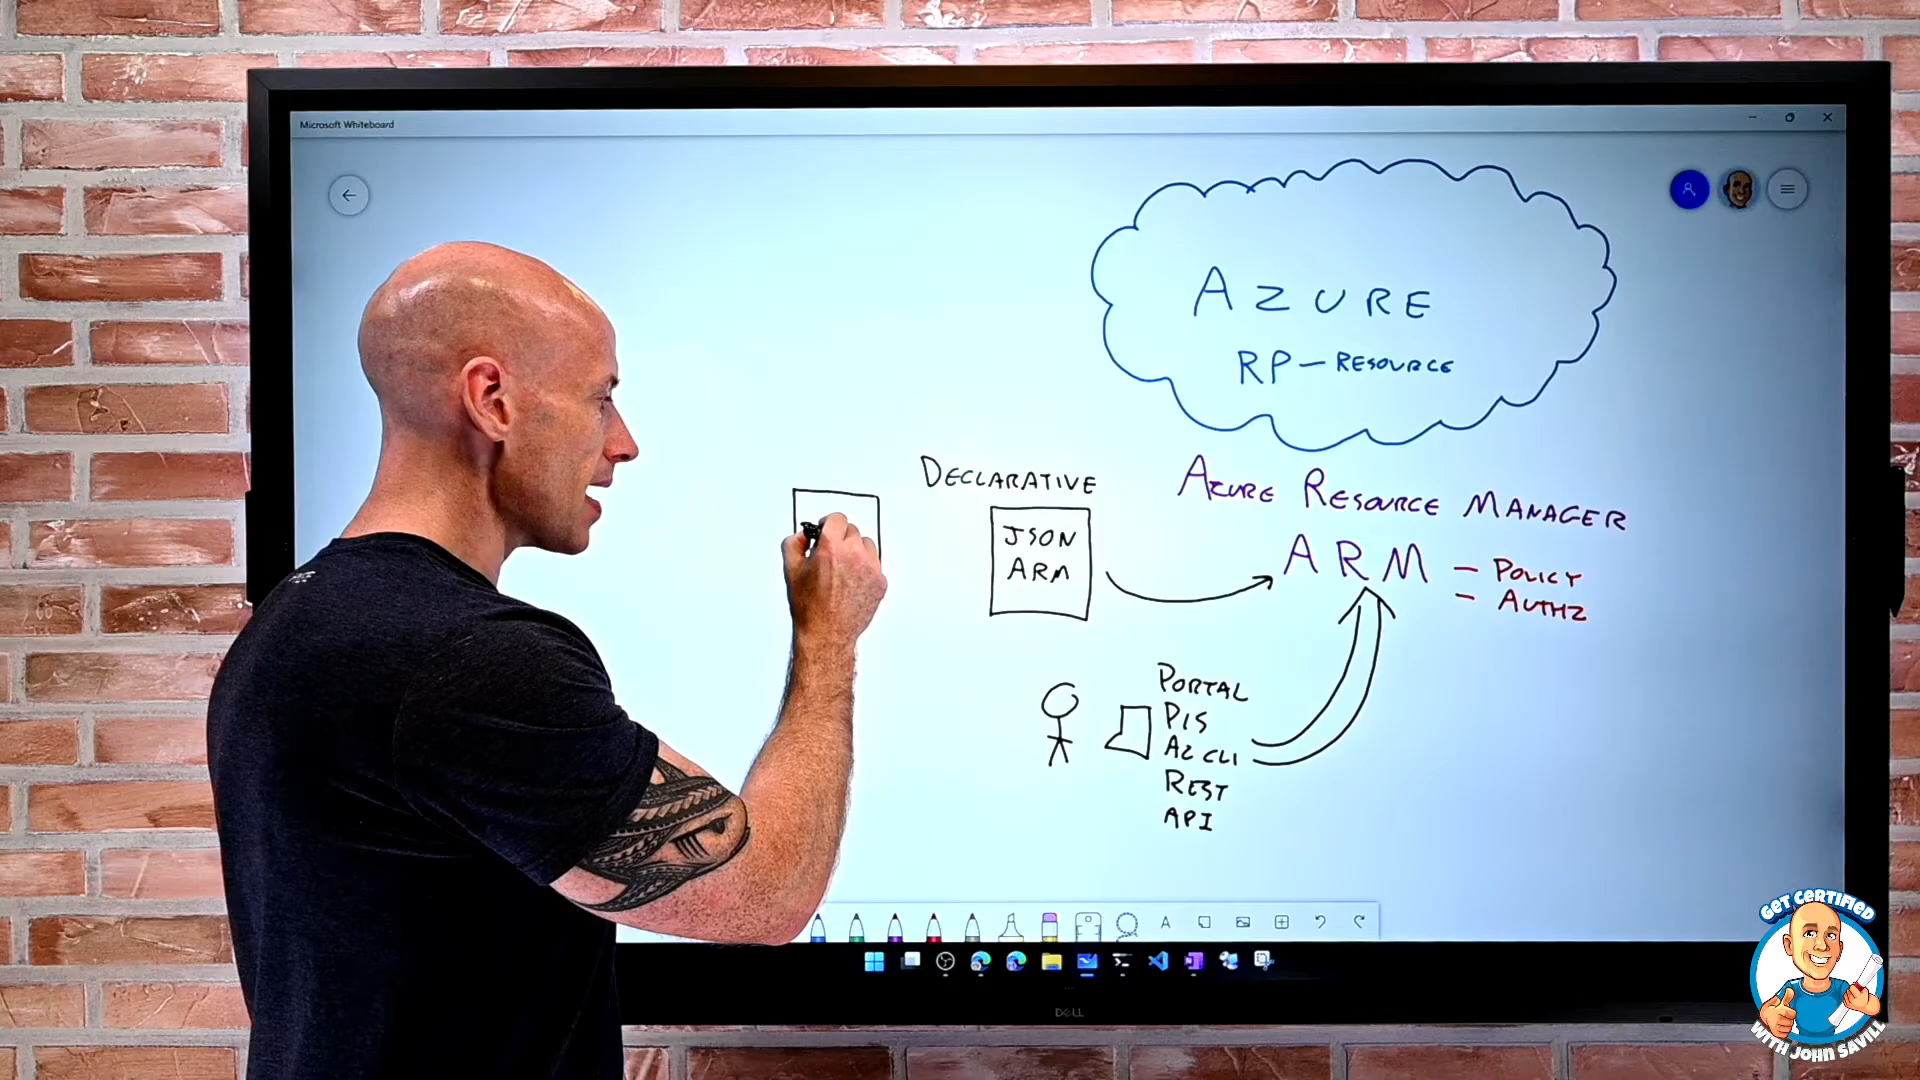 Microsoft Whiteboard
AZURE
RP-RESOURCE
DECLARATIVE
JSON
ARM
AZURE RESOURCE MANAGER
ARM
- POLICY
- AUTHZ
PORTAL
P/S
AZ CLI
REST
API
A
DELL
GET CERTIFIED
WITH JOHN SAVILL